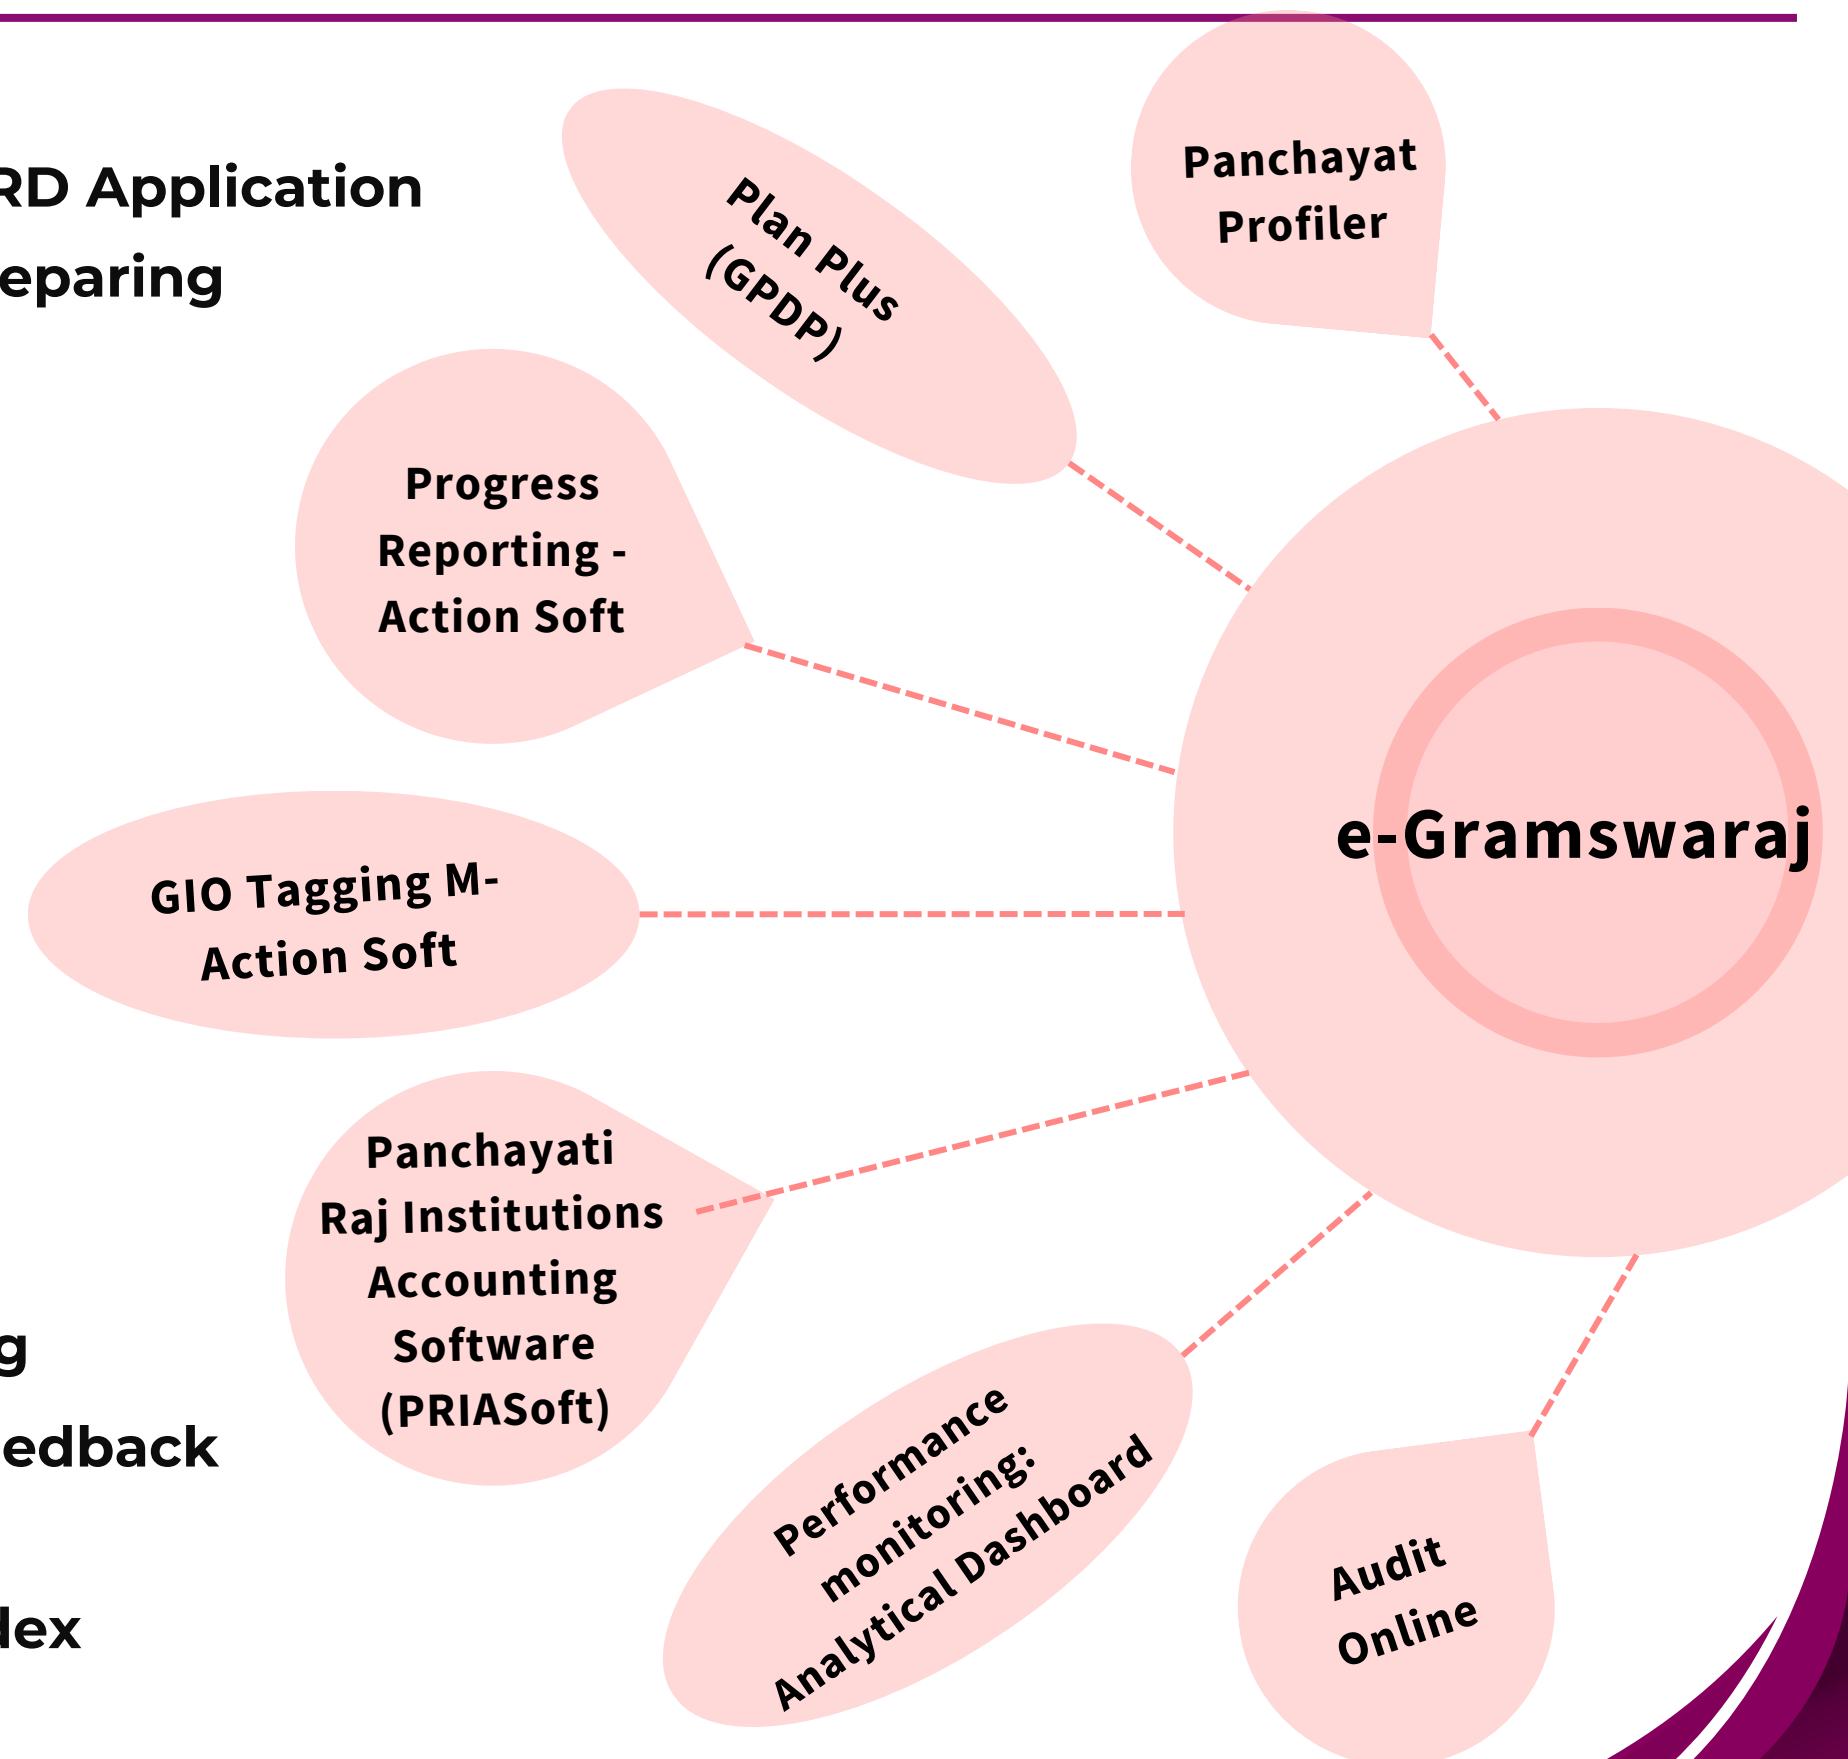 RD Application
eparing
g
edback
dex
Panchayat
Profiler
Plan Plus
(GPDP)
Progress
Reporting -
Action Soft
GIO Tagging M-
Action Soft
Panchayati
Raj Institutions
Accounting
Software
(PRIASoft)
Performance
monitoring:
Analytical Dashboard
Audit
Online
e-Gramswaraj